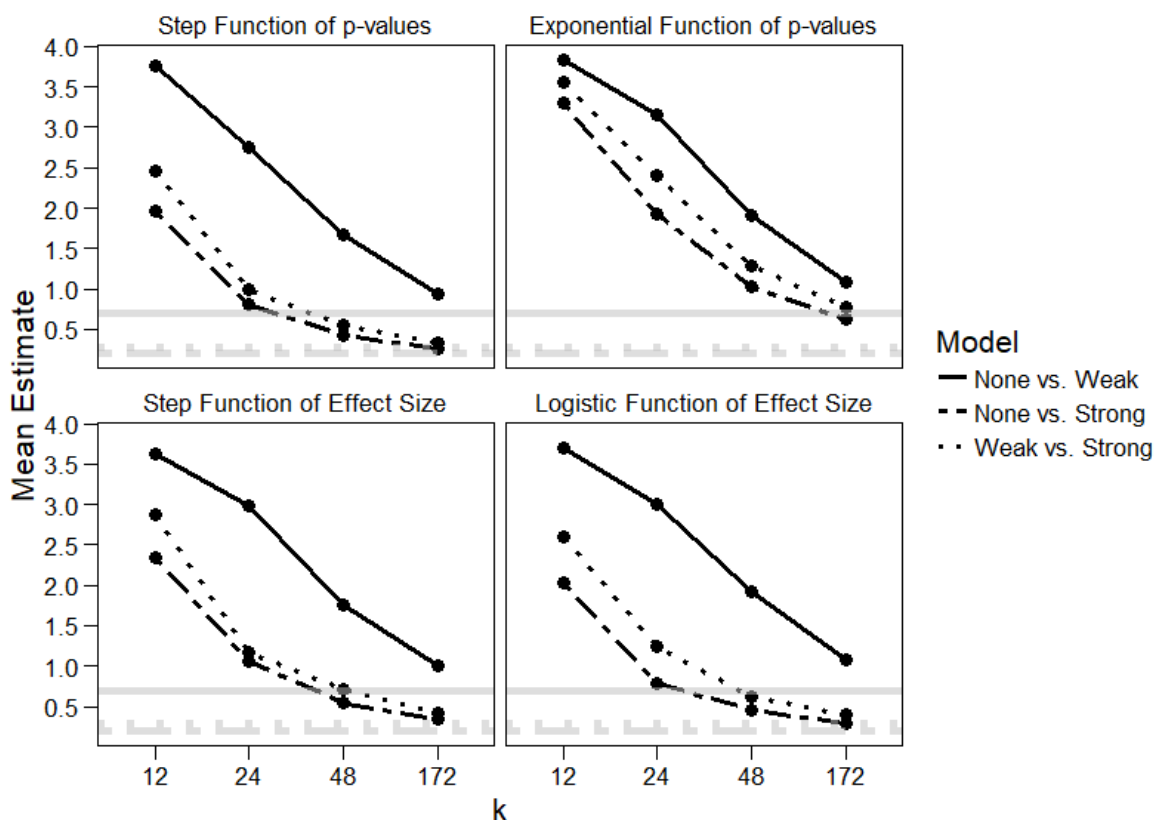 Step Function of p-values
Exponential Function of p-values
4.0
3.5
3.0
2.5
2.0
1.5
1.0
0.5
Step Function of Effect Size
Logistic Function of Effect Size
4.0
3.5
3.0
2.5
2.0
1.5
1.0
0.5
Mean Estimate
12 24 48 172
12 24 48 172
k
Model
None vs. Weak
None vs. Strong
Weak vs. Strong